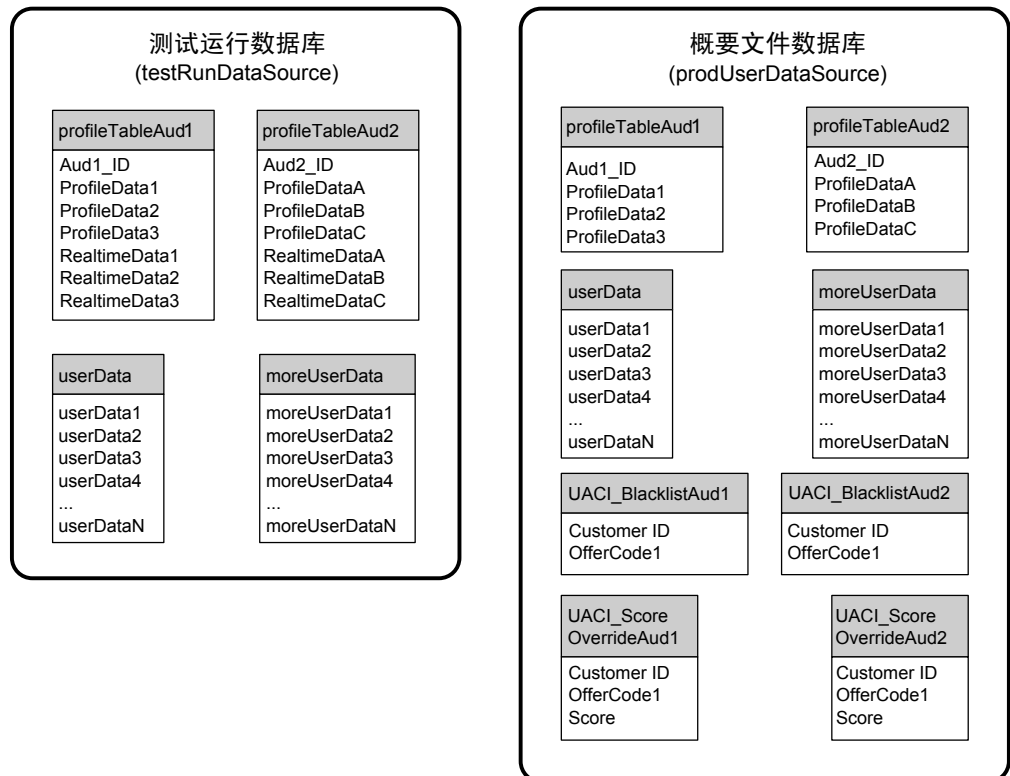 测试运行数据库
(testRunDataSource)
profileTableAud1
Aud1_ID
ProfileData1
ProfileData2
ProfileData3
RealtimeData1
RealtimeData2
RealtimeData3
profileTableAud2
Aud2_ID
ProfileDataA
ProfileDataB
ProfileDataC
RealtimeDataA
RealtimeDataB
RealtimeDataC
userData
userData1
userData2
userData3
userData4
...
userDataN
moreUserData
moreUserData1
moreUserData2
moreUserData3
moreUserData4
...
moreUserDataN
概要文件数据库
(prodUserDataSource)
profileTableAud1
Aud1_ID
ProfileData1
ProfileData2
ProfileData3
profileTableAud2
Aud2_ID
ProfileDataA
ProfileDataB
ProfileDataC
userData
userData1
userData2
userData3
userData4
...
userDataN
moreUserData
moreUserData1
moreUserData2
moreUserData3
moreUserData4
...
moreUserDataN
UACI_BlacklistAud1
Customer ID
OfferCode1
UACI_BlacklistAud2
Customer ID
OfferCode1
UACI_Score
OverrideAud1
Customer ID
OfferCode1
Score
UACI_Score
OverrideAud2
Customer ID
OfferCode1
Score